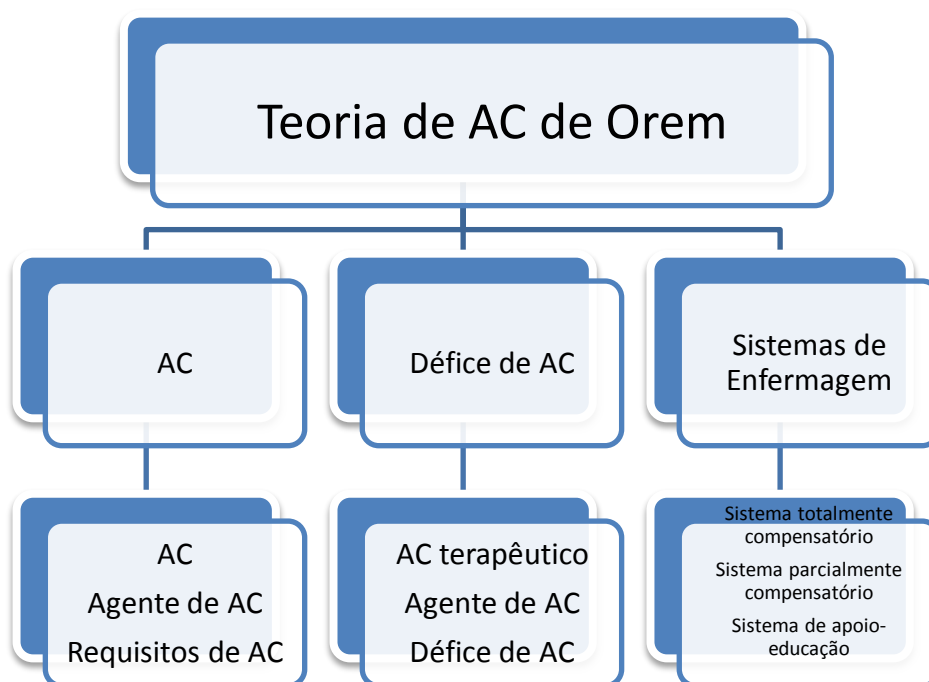 Teoria de AC de Orem
AC
Défice de AC
Sistemas de
Enfermagem
AC
Agente de AC
Requisitos de AC
AC terapêutico
Agente de AC
Défice de AC
Sistema totalmente
compensatório
Sistema parcialmente
compensatório
Sistema de apoio-
educação